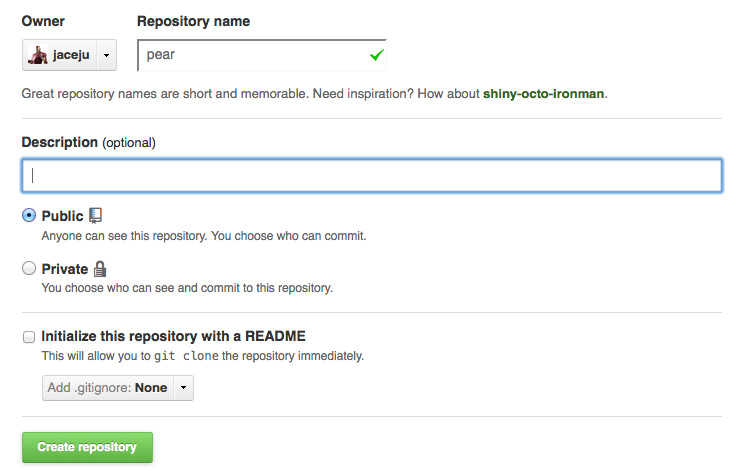 Owner Repository name
jaceju pear
Great repository names are short and memorable. Need inspiration? How about shiny-octo-ironman.
Description (optional)
Public
Anyone can see this repository. You choose who can commit.
Private
You choose who can see and commit to this repository.
Initialize this repository with a README
This will allow you to git clone the repository immediately.
Add .gitignore: None
Create repository